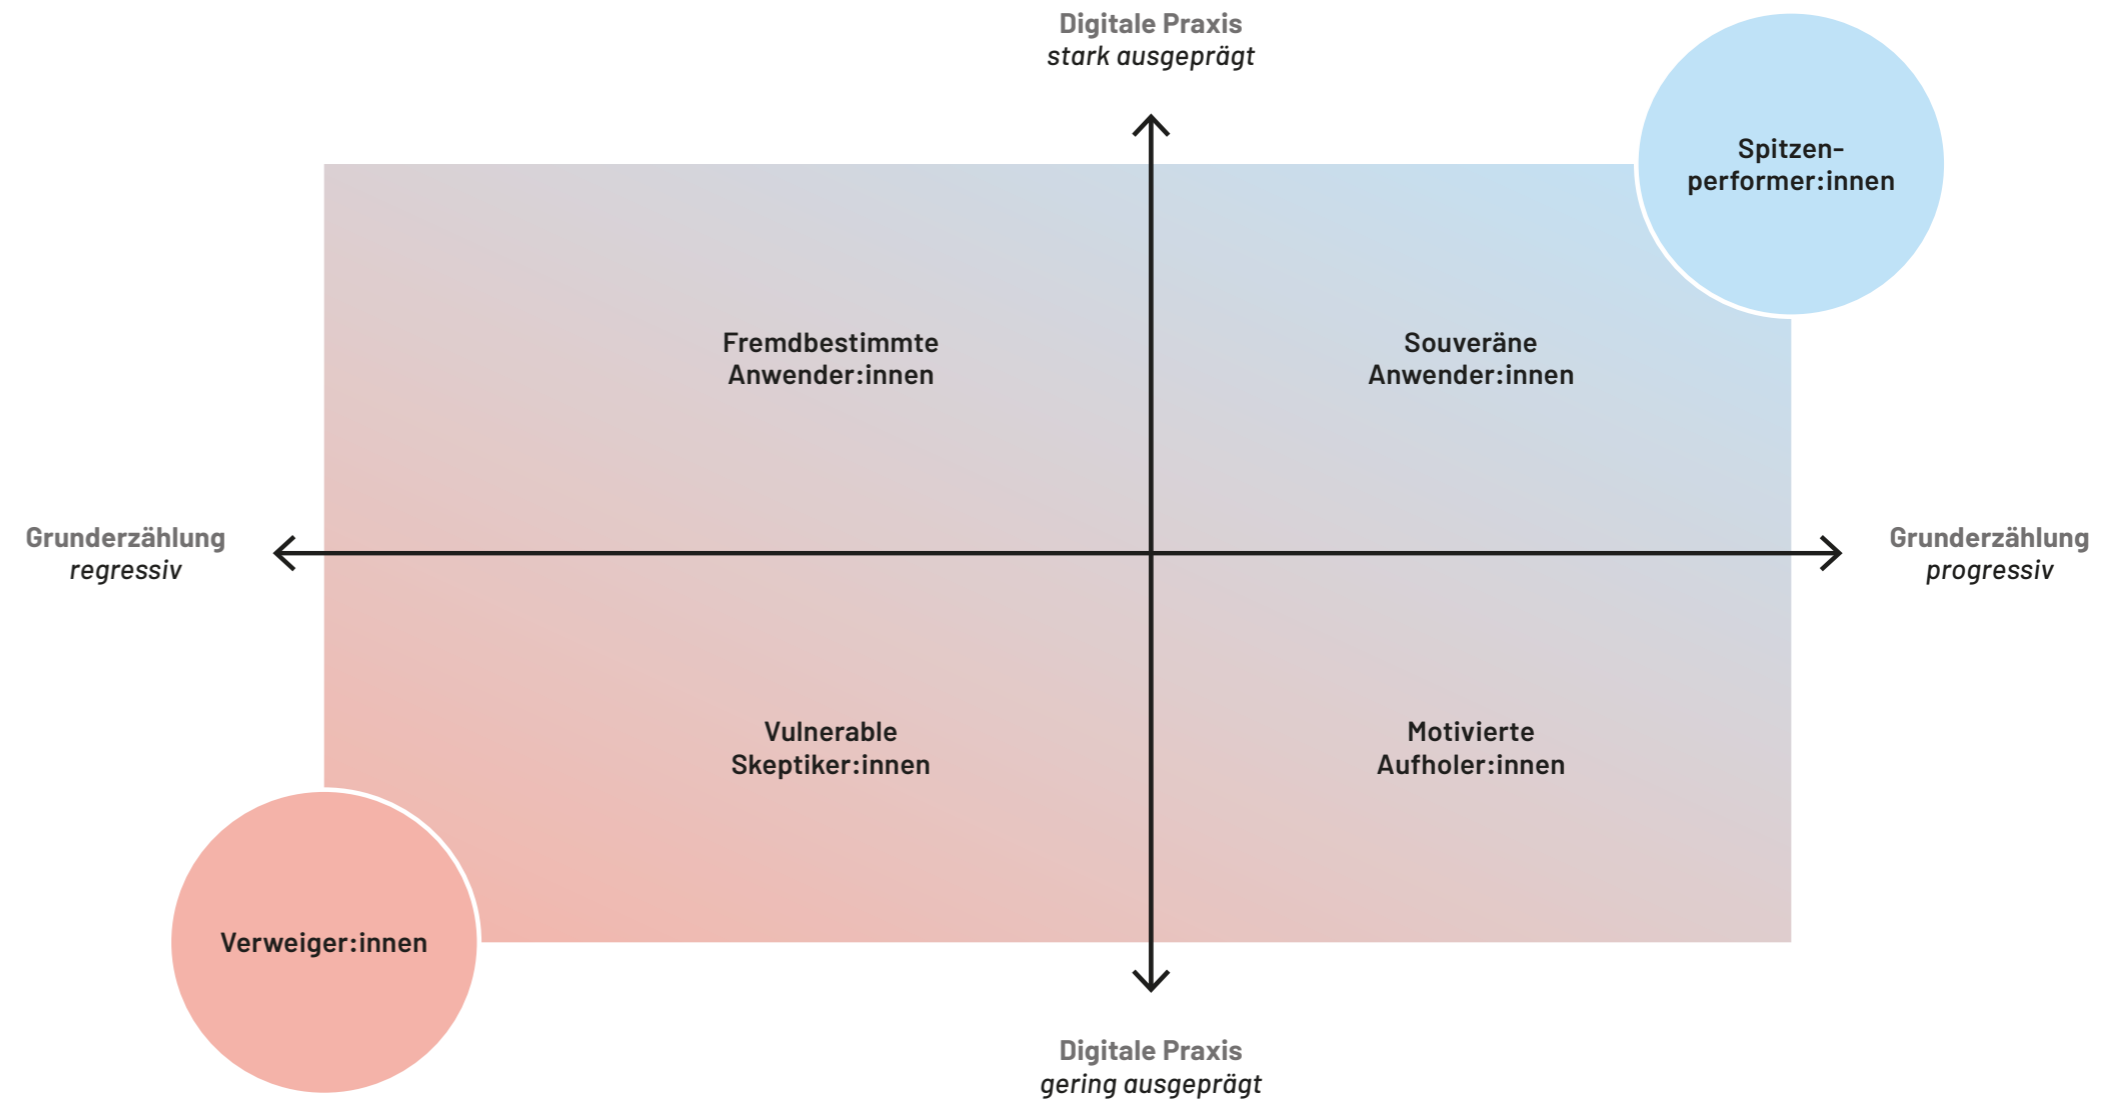 Digitale Praxis
stark ausgeprägt
Spitzen-
performer:innen
Fremdbestimmte
Anwender:innen
Souveräne
Anwender:innen
Grunderzählung
regressiv
Grunderzählung
progressiv
Vulnerable
Skeptiker:innen
Motivierte
Aufholer:innen
Verweiger:innen
Digitale Praxis
gering ausgeprägt